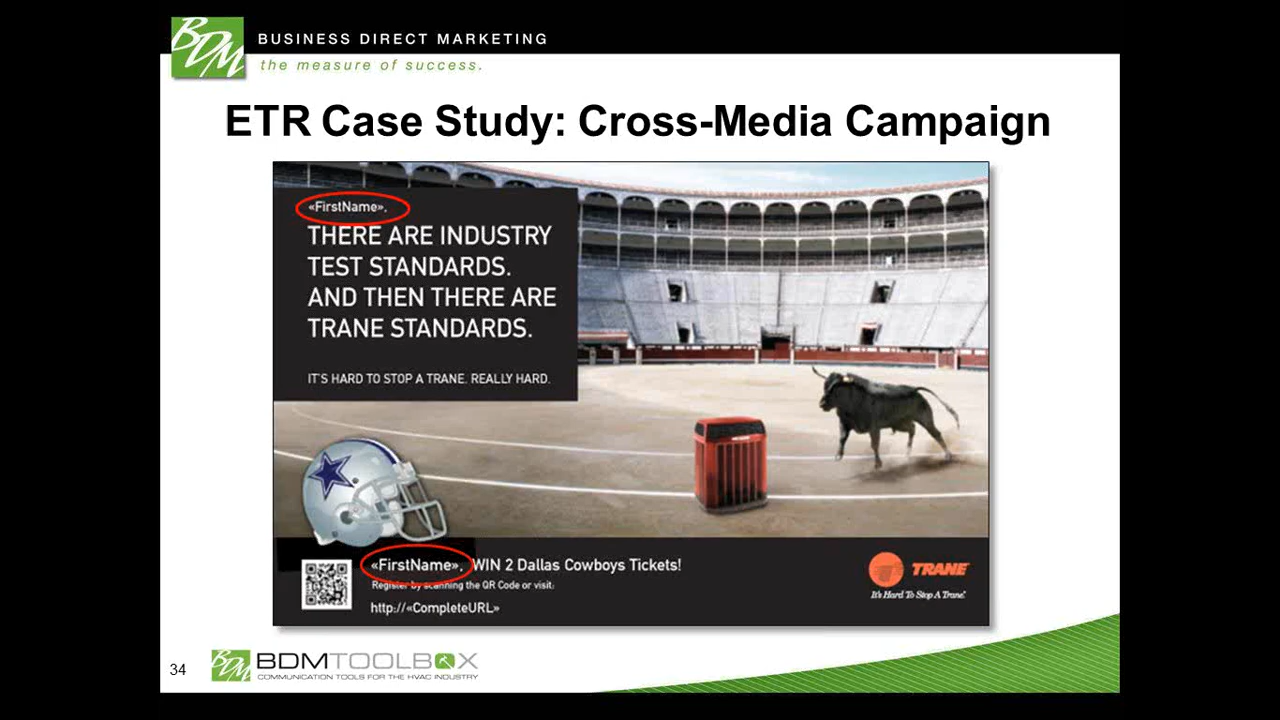 BDM
BUSINESS DIRECT MARKETING
the measure of success.
ETR Case Study: Cross-Media Campaign
«FirstName»,
THERE ARE INDUSTRY
TEST STANDARDS.
AND THEN THERE ARE
TRANE STANDARDS.
IT'S HARD TO STOP A TRANE. REALLY HARD.
«FirstName», WIN 2 Dallas Cowboys Tickets!
Register by scanning the QR Code or visit:
http://«CompleteURL»
TRANE
It's Hard To Stop A Trane.®
34
BDM
BDMTOOLBOX
COMMUNICATION TOOLS FOR THE HVAC INDUSTRY